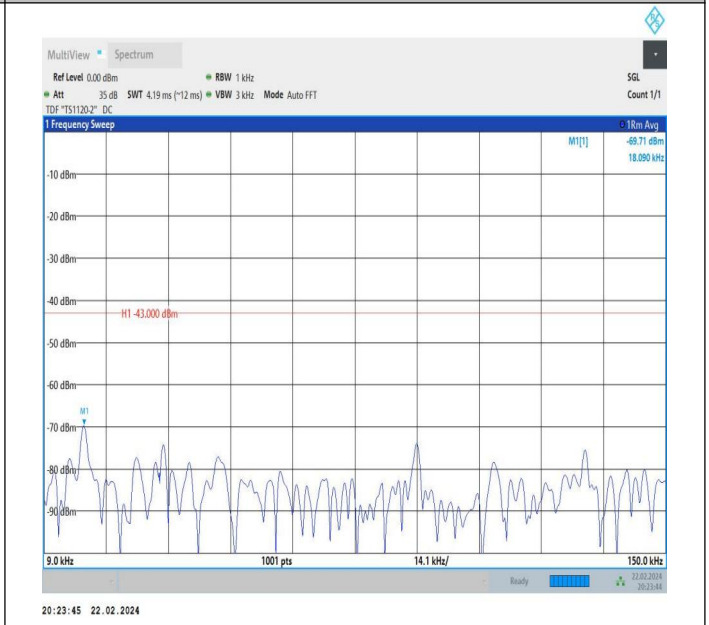 R&S
MultiView Spectrum
Ref Level 0.00 dBm RBW 1 kHz SGL
Att 35 dB SWT 4.19 ms (~12 ms) VBW 3 kHz Mode Auto FFT Count 1/1
TDF "TS1120-2" DC
1 Frequency Sweep 1Rm Avg
M1[1] -69.71 dBm
18.090 kHz
-10 dBm
-20 dBm
-30 dBm
-40 dBm
H1 -43.000 dBm
-50 dBm
-60 dBm
M1
-70 dBm
-80 dBm
-90 dBm
9.0 kHz 1001 pts 14.1 kHz/ 150.0 kHz
Ready 22.02.2024
20:23:44
20:23:45 22.02.2024